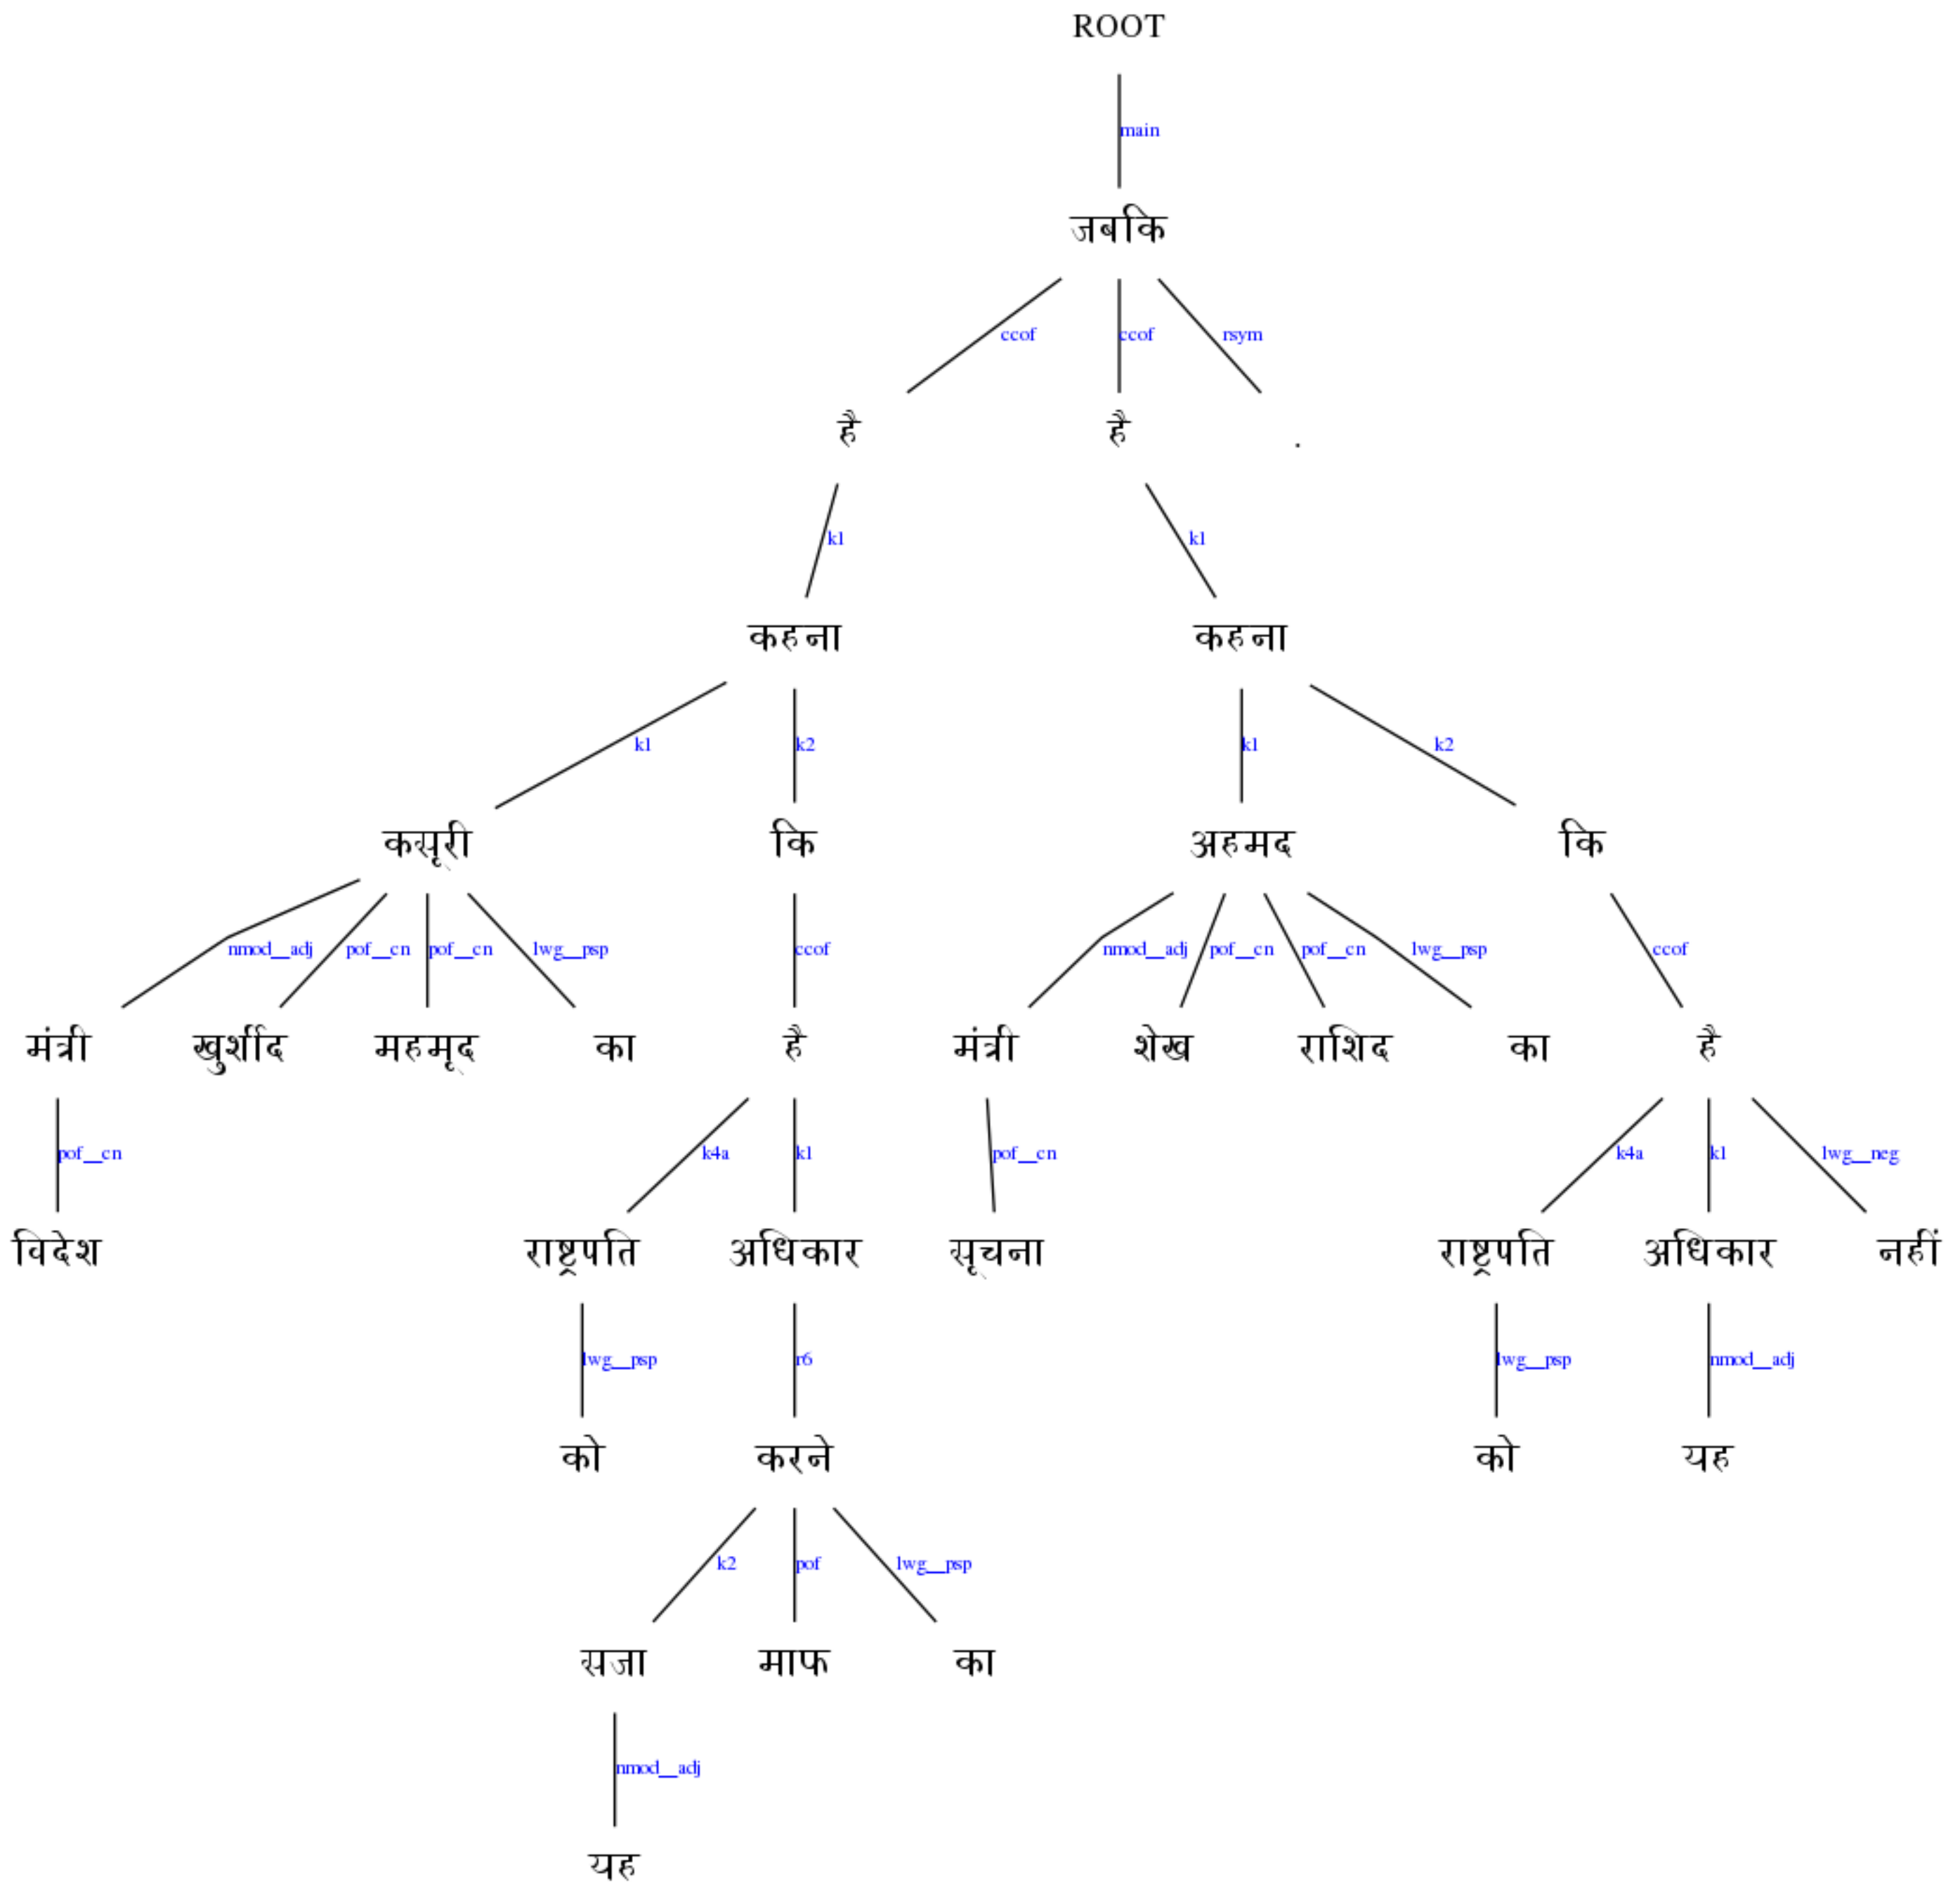 ROOT
main
जबकि
ccof ccof rsym
है है .
k1 k1
कहना कहना
k1 k2 k1 k2
कसूरी कि अहमद कि
nmod__adj pof__cn pof__cn lwg__psp ccof nmod__adj pof__cn pof__cn lwg__psp ccof
मंत्री खुर्शीद महमूद का है मंत्री शेख राशिद का है
pof__cn k4a k1 pof__cn k4a k1 lwg__neg
विदेश राष्ट्रपति अधिकार सूचना राष्ट्रपति अधिकार नहीं
lwg__psp r6 lwg__psp nmod__adj
को करने को यह
k2 pof lwg__psp
सजा माफ का
nmod__adj
यह